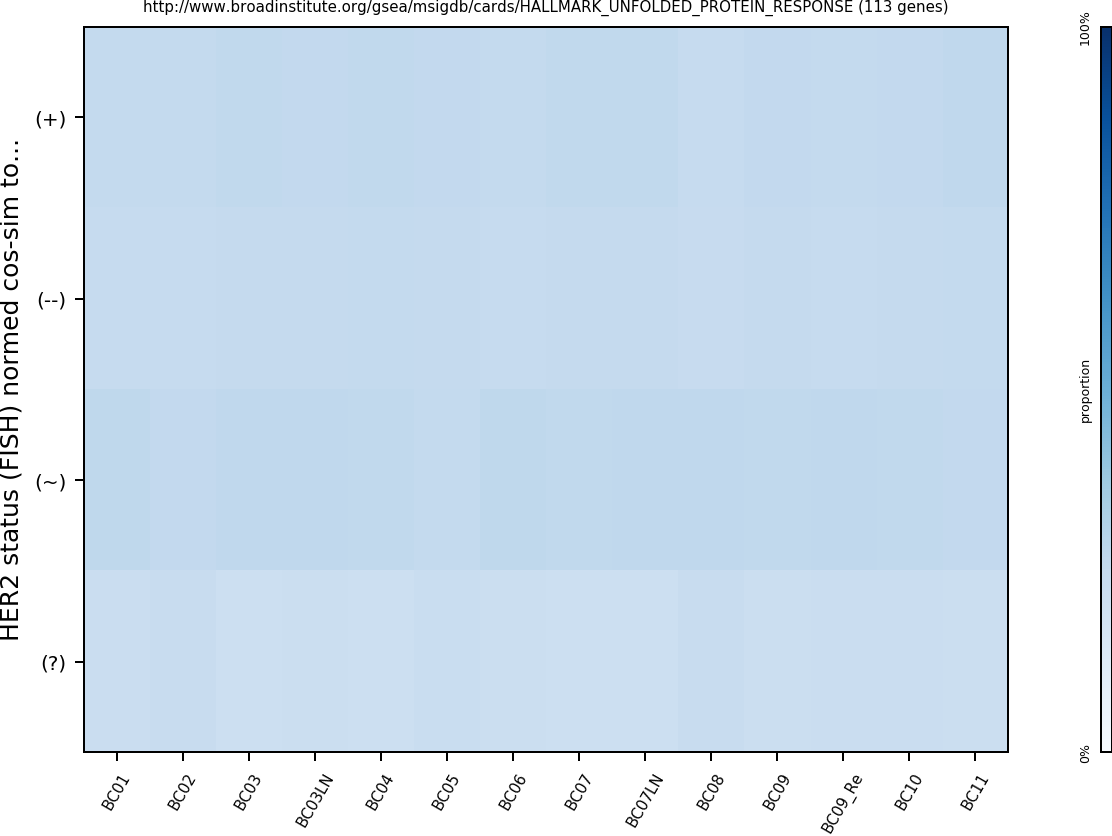 http://www.broadinstitute.org/gsea/msigdb/cards/HALLMARK_UNFOLDED_PROTEIN_RESPONSE (113 genes)
HER2 status (FISH) normed cos-sim to...
(+)
(--)
(~)
(?)
BC01
BC02
BC03
BC03LN
BC04
BC05
BC06
BC07
BC07LN
BC08
BC09
BC09_Re
BC10
BC11
100%
proportion
0%